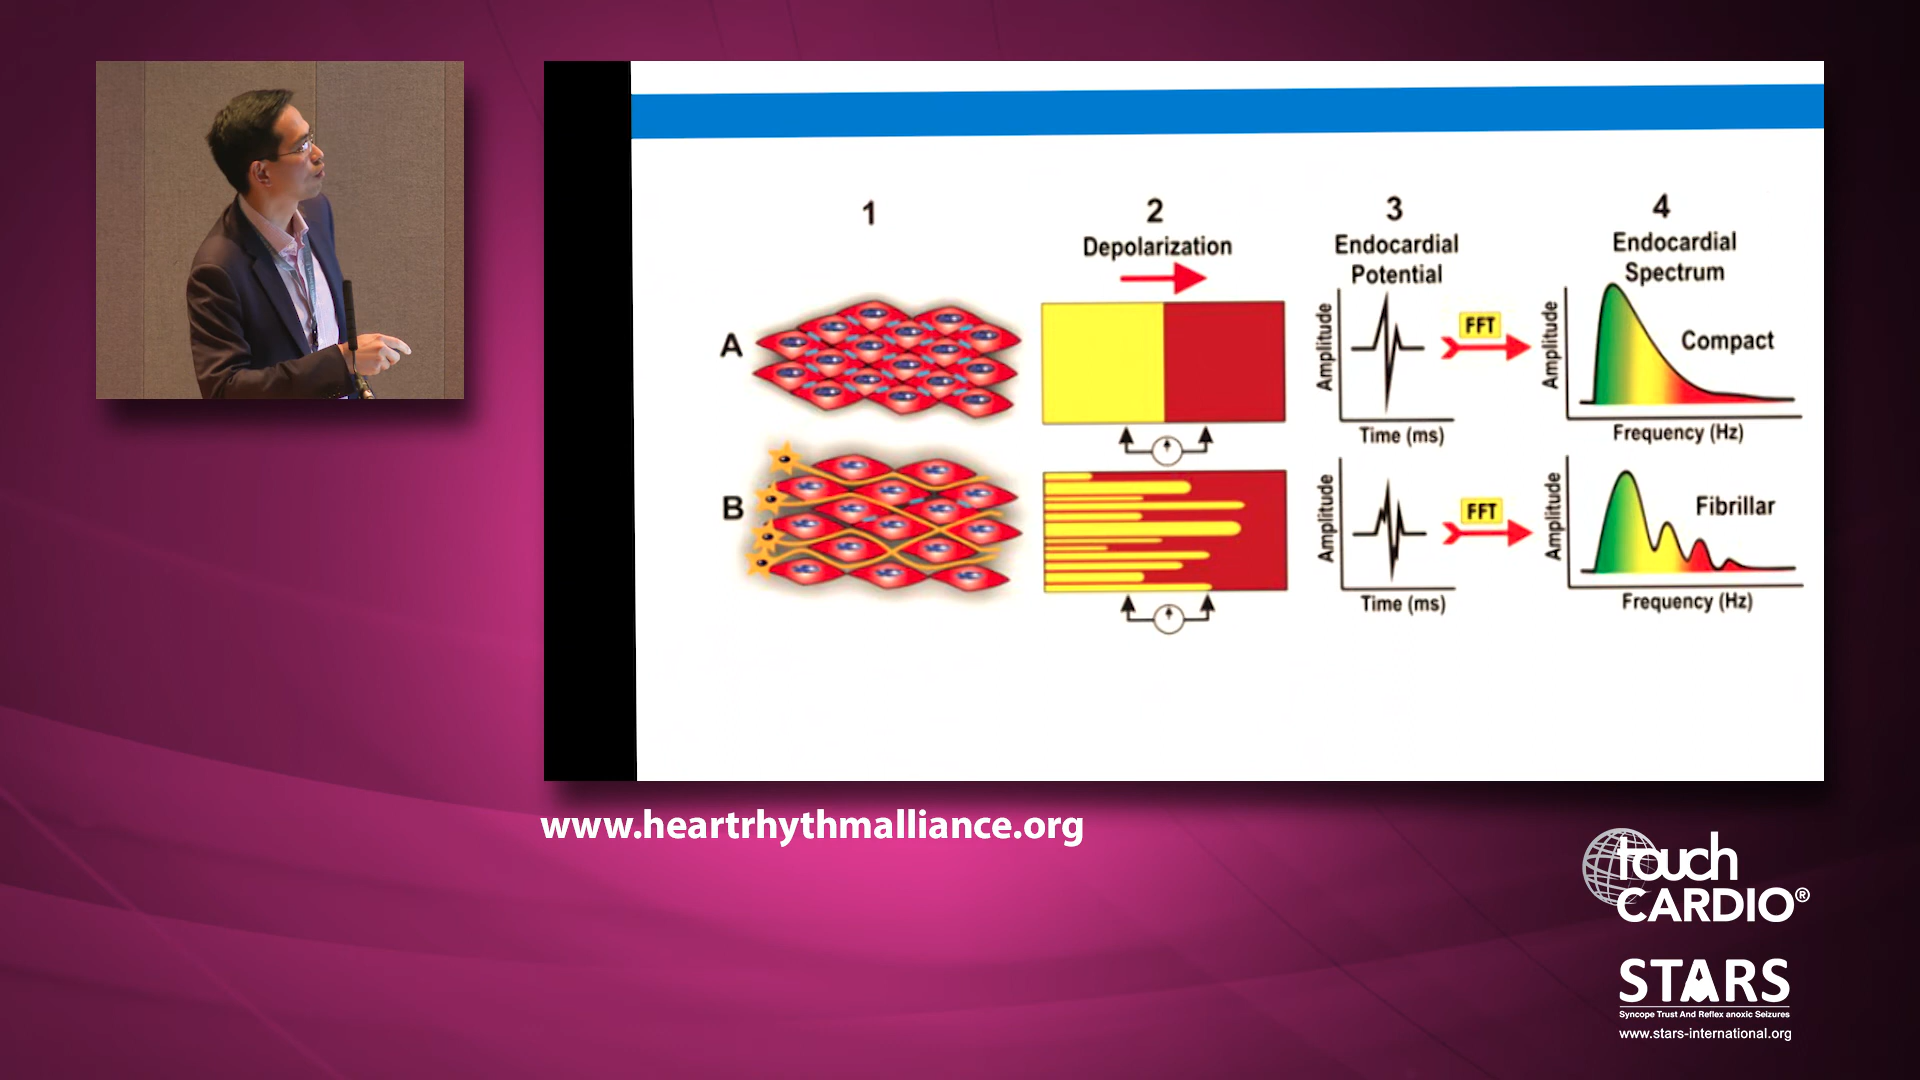 1
2
3
4
Depolarization
Endocardial
Potential
Endocardial
Spectrum
A
Amplitude
FFT
Amplitude
Compact
Time (ms)
Frequency (Hz)
B
Amplitude
FFT
Amplitude
Fibrillar
Time (ms)
Frequency (Hz)
www.heartrhythmalliance.org
touch
CARDIO®
STARS
Syncope Trust And Reflex anoxic Seizures
www.stars-international.org